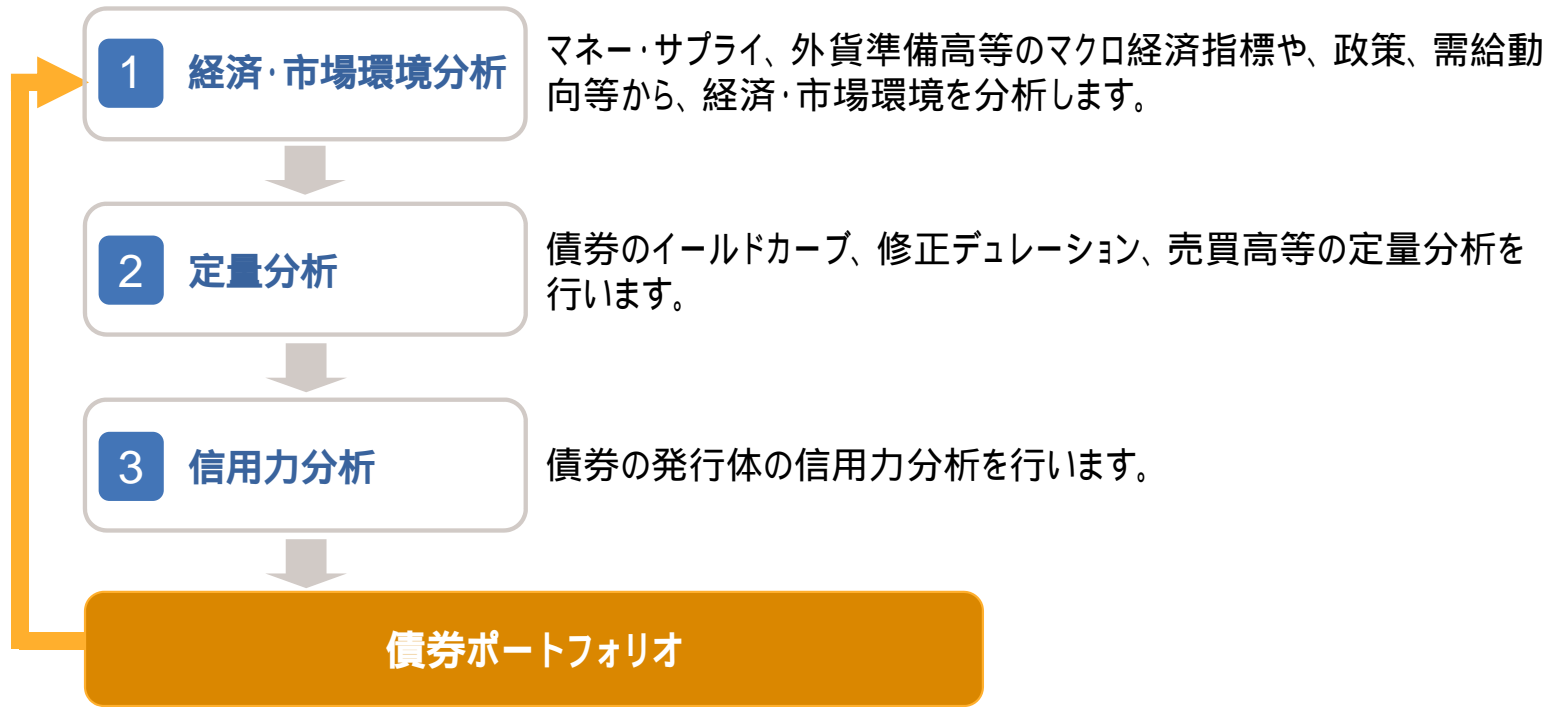 1 経済・市場環境分析
マネー・サプライ、外貨準備高等のマクロ経済指標や、政策、需給動
向等から、経済・市場環境を分析します。
2 定量分析
債券のイールドカーブ、修正デュレーション、売買高等の定量分析を
行います。
3 信用力分析
債券の発行体の信用力分析を行います。
債券ポートフォリオ